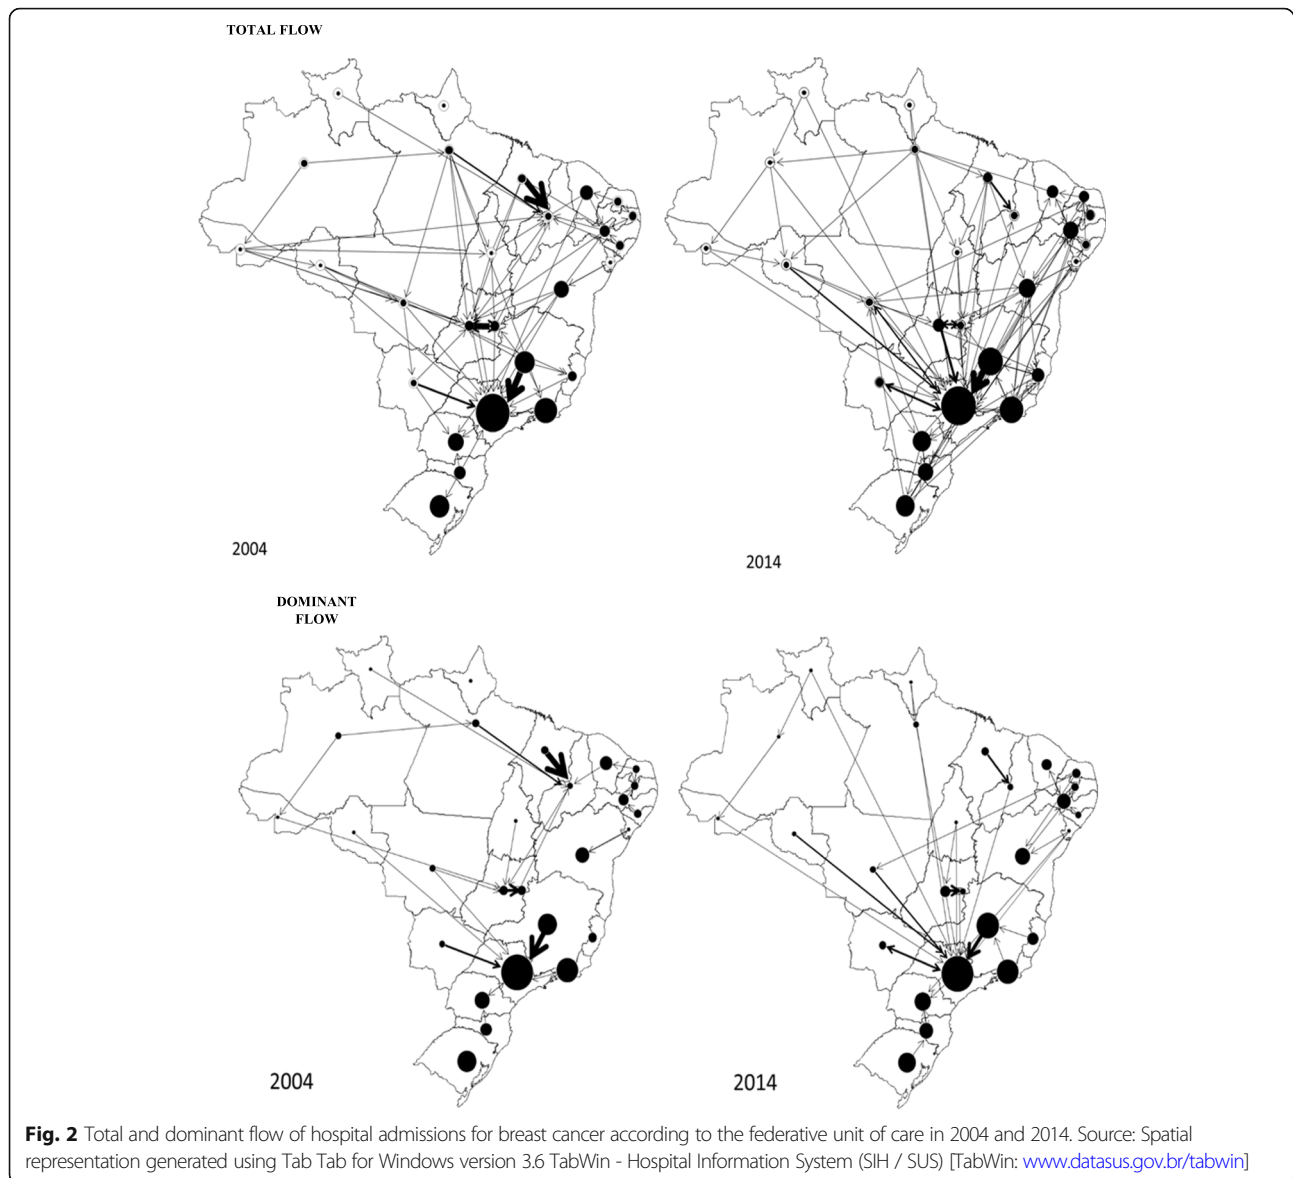 TOTAL FLOW
2004
2014
DOMINANT
FLOW
2004
2014
Fig. 2 Total and dominant flow of hospital admissions for breast cancer according to the federative unit of care in 2004 and 2014. Source: Spatial
representation generated using Tab Tab for Windows version 3.6 TabWin - Hospital Information System (SIH / SUS) [TabWin: www.datasus.gov.br/tabwin]